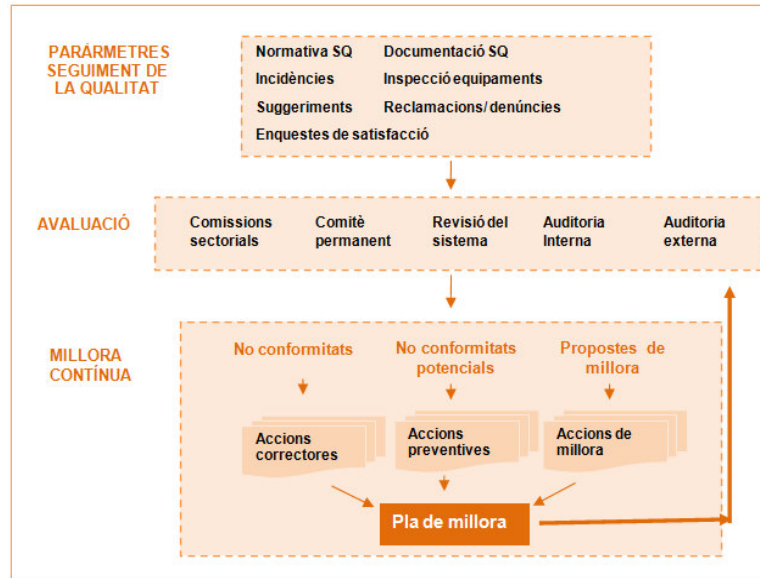 PARÀRMETRES
SEGUIMENT DE
LA QUALITAT
Normativa SQ Documentació SQ
Incidències Inspecció equipaments
Suggeriments Reclamacions/ denúncies
Enquestes de satisfacció
AVALUACIÓ
Comissions
sectorials
Comitè
permanent
Revisió del
sistema
Auditoria
Interna
Auditoria
externa
MILLORA
CONTÍNUA
No conformitats
No conformitats
potencials
Propostes de
millora
Accions
correctores
Accions
preventives
Accions de
millora
Pla de millora